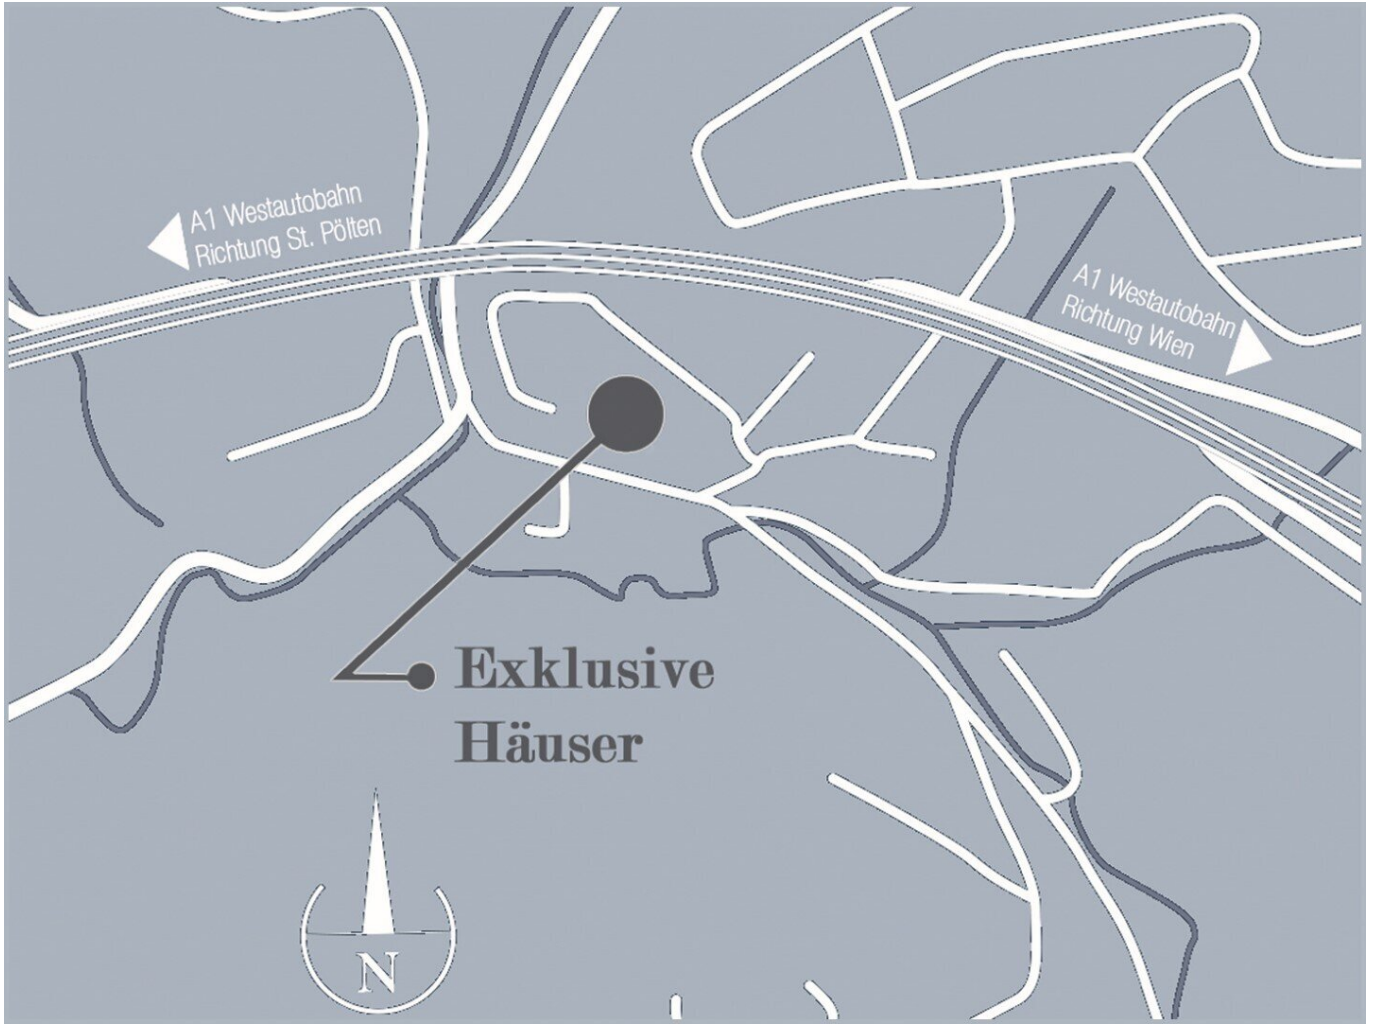 A1 Westautobahn
Richtung St. Pölten
A1 Westautobahn
Richtung Wien
Exklusive
Häuser
N